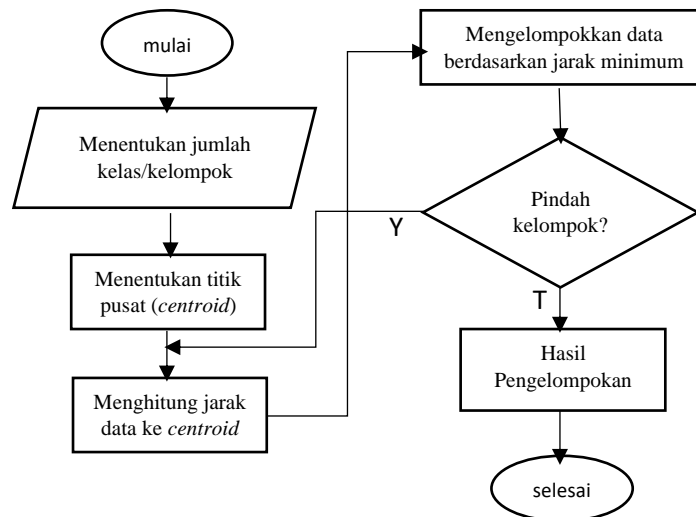 mulai
Menentukan jumlah
kelas/kelompok
Menentukan titik
pusat (centroid)
Menghitung jarak
data ke centroid
Mengelompokkan data
berdasarkan jarak minimum
Pindah
kelompok?
Y
T
Hasil
Pengelompokan
selesai